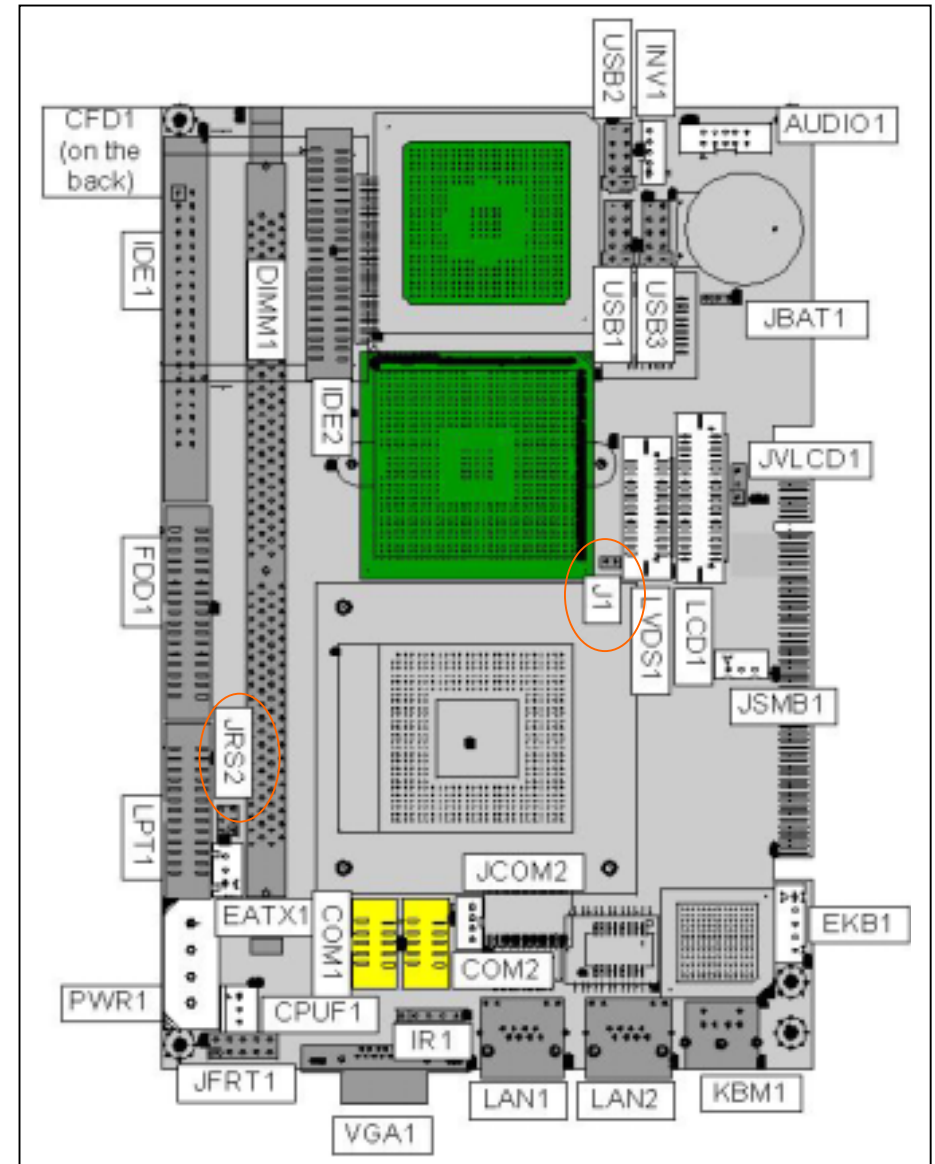 USB2
INV1
CFD1
(on the
back)
AUDIO1
IDE1
DIMM1
USB1
USB3
JBAT1
IDE2
JVLCD1
FDD1
J1
LVDS1
LCD1
JSMB1
JRS2
LPT1
JCOM2
EATX1
COM1
EKB1
COM2
PWR1
CPUF1
IR1
JFRT1
LAN1
LAN2
KBM1
VGA1